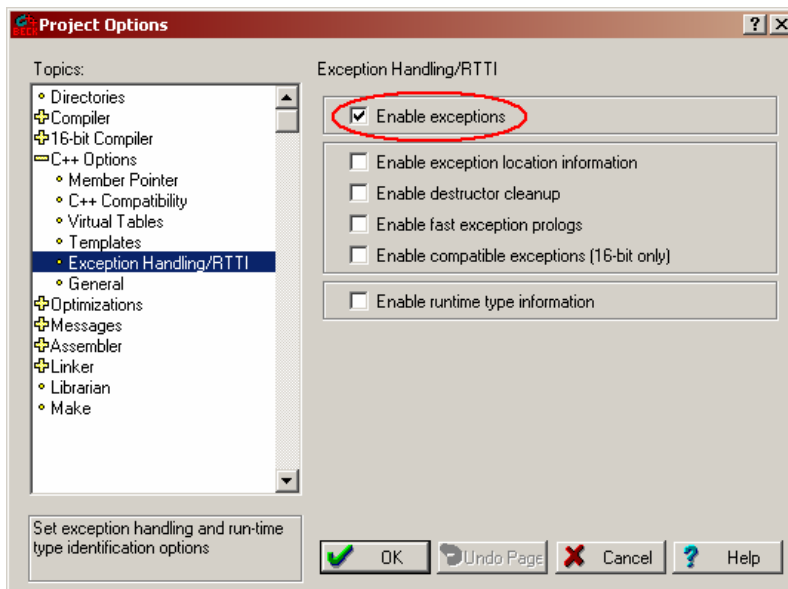 Project Options
Topics:
Directories
Compiler
16-bit Compiler
C++ Options
Member Pointer
C++ Compatibility
Virtual Tables
Templates
Exception Handling/RTTI
General
Optimizations
Messages
Assembler
Linker
Librarian
Make
Set exception handling and run-time
type identification options
Exception Handling/RTTI
Enable exceptions
Enable exception location information
Enable destructor cleanup
Enable fast exception prologs
Enable compatible exceptions (16-bit only)
Enable runtime type information
OK
Undo Page
Cancel
? Help